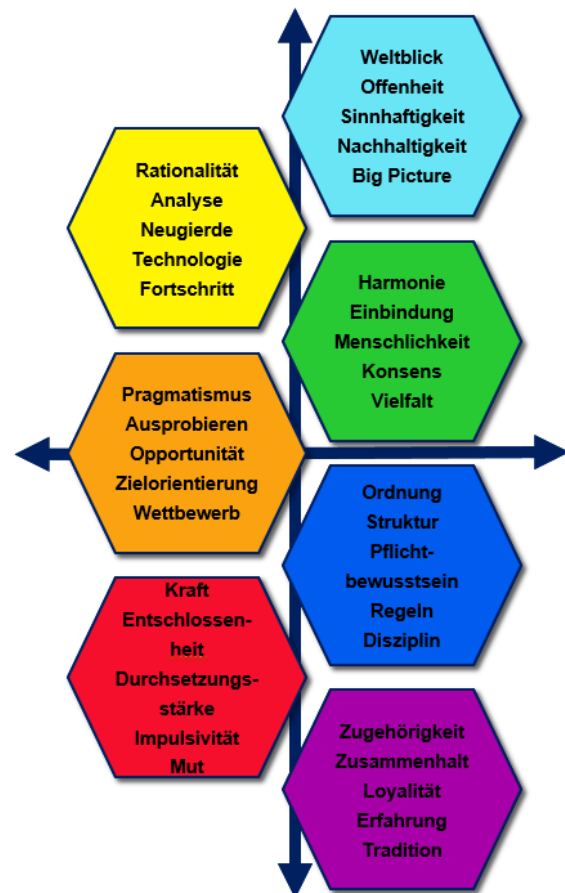 Weltblick
Offenheit
Sinnhaftigkeit
Nachhaltigkeit
Big Picture
Rationalität
Analyse
Neugierde
Technologie
Fortschritt
Harmonie
Einbindung
Menschlichkeit
Konsens
Vielfalt
Pragmatismus
Ausprobieren
Opportunität
Zielorientierung
Wettbewerb
Ordnung
Struktur
Pflicht-
bewusstsein
Regeln
Disziplin
Kraft
Entschlossen-
heit
Durchsetzungs-
stärke
Impulsivität
Mut
Zugehörigkeit
Zusammenhalt
Loyalität
Erfahrung
Tradition